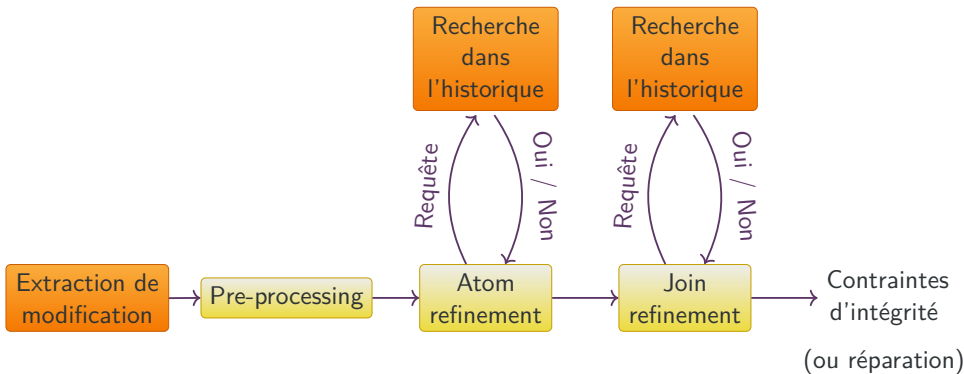 Recherche
dans
l'historique
Recherche
dans
l'historique
Requête
Oui / Non
Requête
Oui / Non
Extraction de
modification
Pre-processing
Atom
refinement
Join
refinement
Contraintes
d'intégrité
(ou réparation)